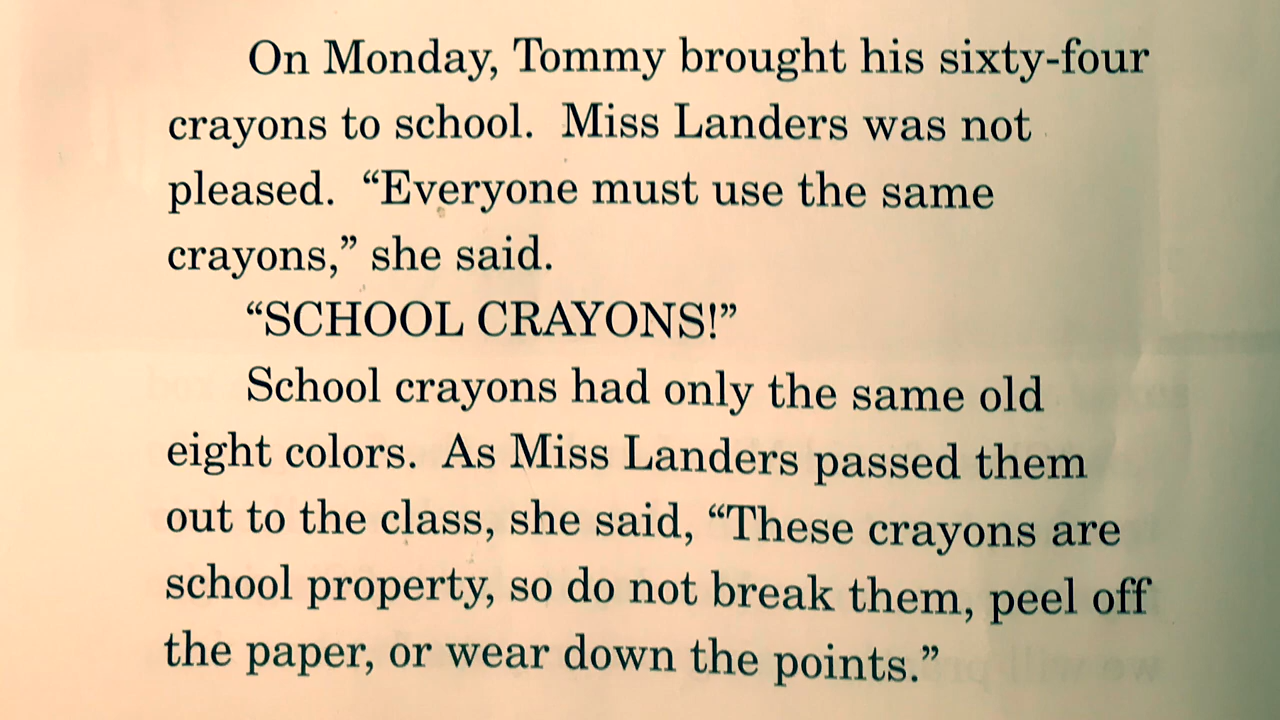 On Monday, Tommy brought his sixty-four
crayons to school. Miss Landers was not
pleased. “Everyone must use the same
crayons,” she said.
“SCHOOL CRAYONS!”
School crayons had only the same old
eight colors. As Miss Landers passed them
out to the class, she said, “These crayons are
school property, so do not break them, peel off
the paper, or wear down the points.”